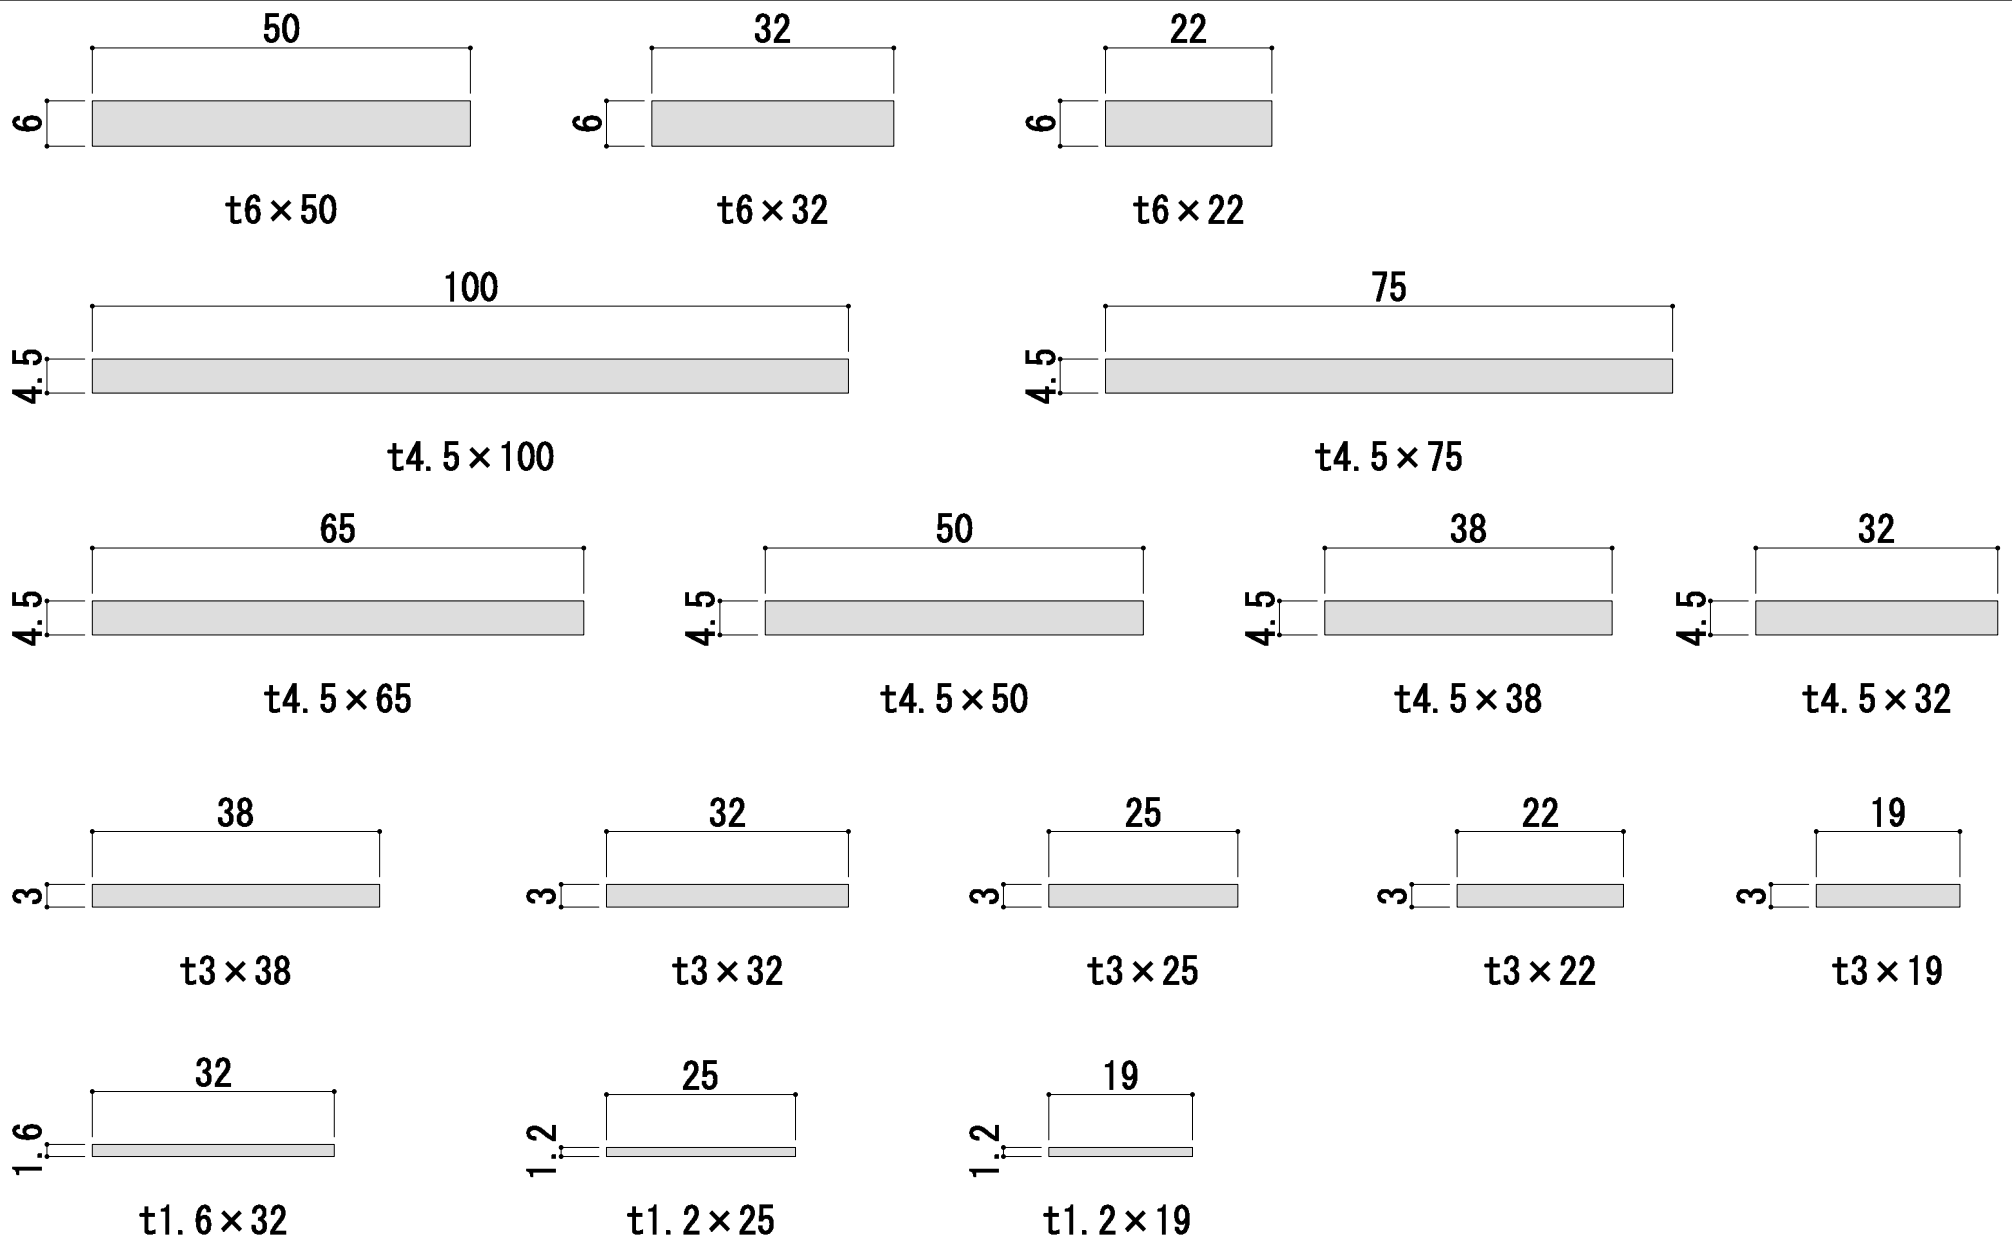 50 32 22
6 6 6
t6×50 t6×32 t6×22
100 75
4.5 4.5
t4.5×100 t4.5×75
65 50 38 32
4.5 4.5 4.5 4.5
t4.5×65 t4.5×50 t4.5×38 t4.5×32
38 32 25 22 19
3 3 3 3 3
t3×38 t3×32 t3×25 t3×22 t3×19
32 25 19
1.6 1.2 1.2
t1.6×32 t1.2×25 t1.2×19